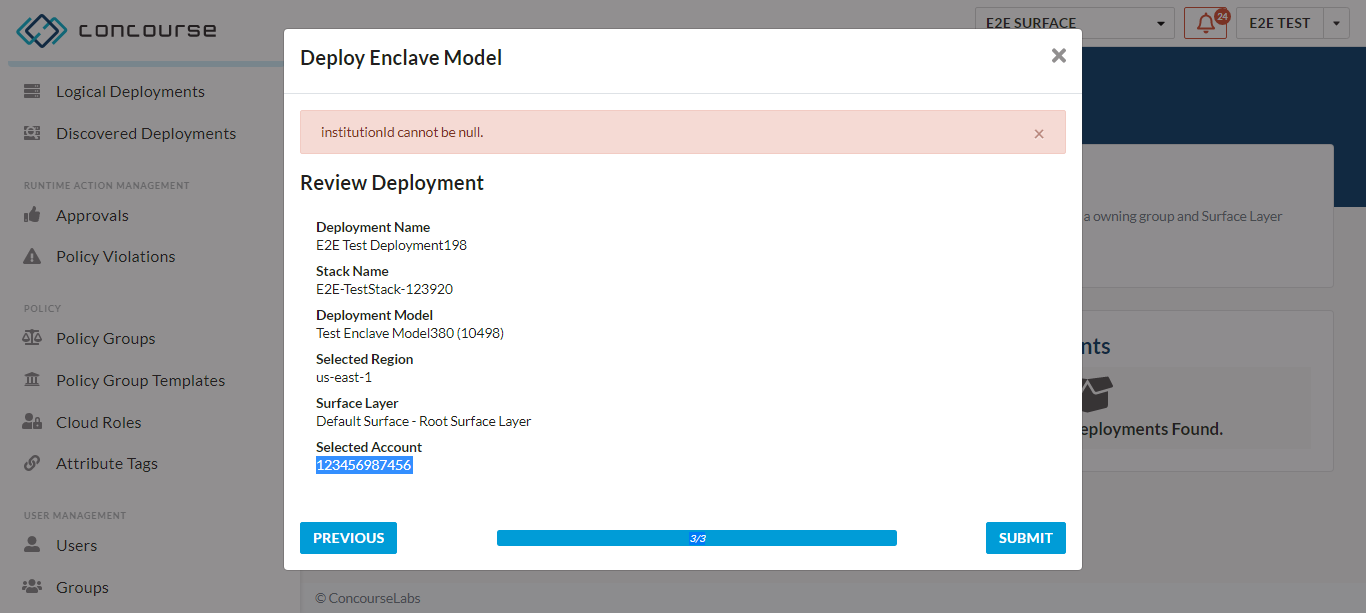 concourse
E2E SURFACE
24
E2E TEST
Logical Deployments
Discovered Deployments
RUNTIME ACTION MANAGEMENT
Approvals
Policy Violations
POLICY
Policy Groups
Policy Group Templates
Cloud Roles
Attribute Tags
USER MANAGEMENT
Users
Groups
Deploy Enclave Model
×
institutionId cannot be null.
×
Review Deployment
Deployment Name
E2E Test Deployment198
Stack Name
E2E-TestStack-123920
Deployment Model
Test Enclave Model380 (10498)
Selected Region
us-east-1
Surface Layer
Default Surface - Root Surface Layer
Selected Account
123456987456
PREVIOUS
3/3
SUBMIT
a owning group and Surface Layer
nts
eployments Found.
© ConcourseLabs